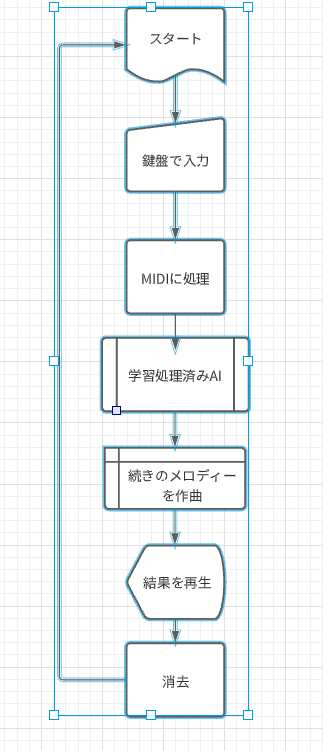 スタート
鍵盤で入力
MIDIに処理
学習処理済みAI
続きのメロディー
を作曲
結果を再生
消去